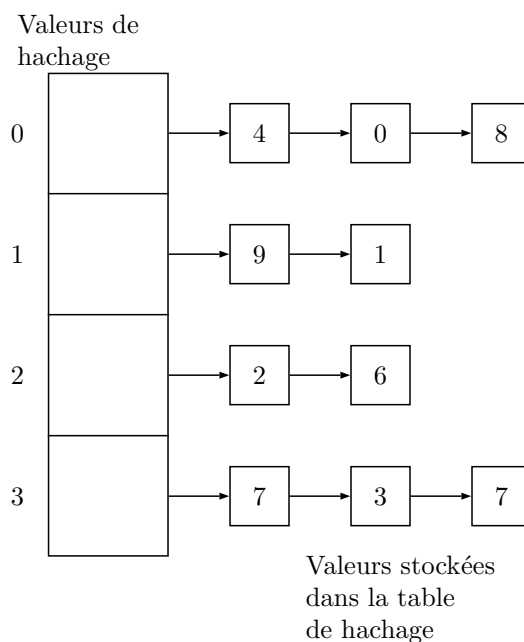 Valeurs de
hachage
0 4 0 8
1 9 1
2 2 6
3 7 3 7
Valeurs stockées
dans la table
de hachage